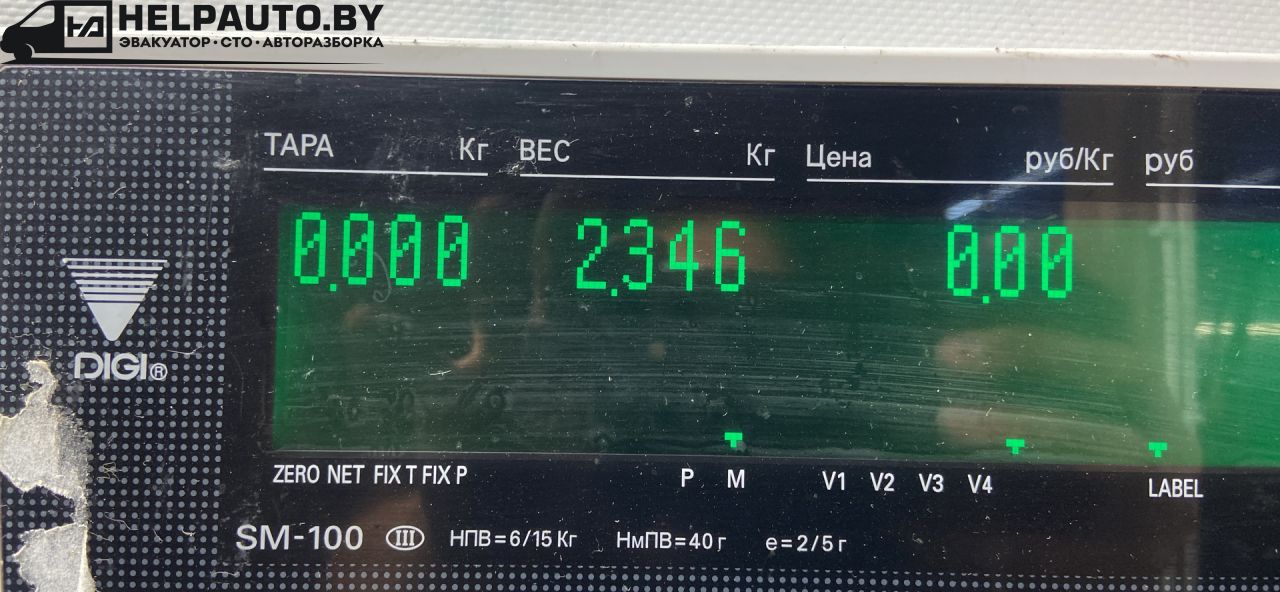 HELPAUTO.BY
ЭВАКУАТОР•СТО•АВТОРАЗБОРКА
ТАРА Кг ВЕС Кг Цена руб/Кг руб
0.000 2.346 0.00
DIGI®
ZERO NET FIX T FIX P P M V1 V2 V3 V4 LABEL
SM-100 III НПВ=6/15 Кг НмПВ=40 г e=2/5 г